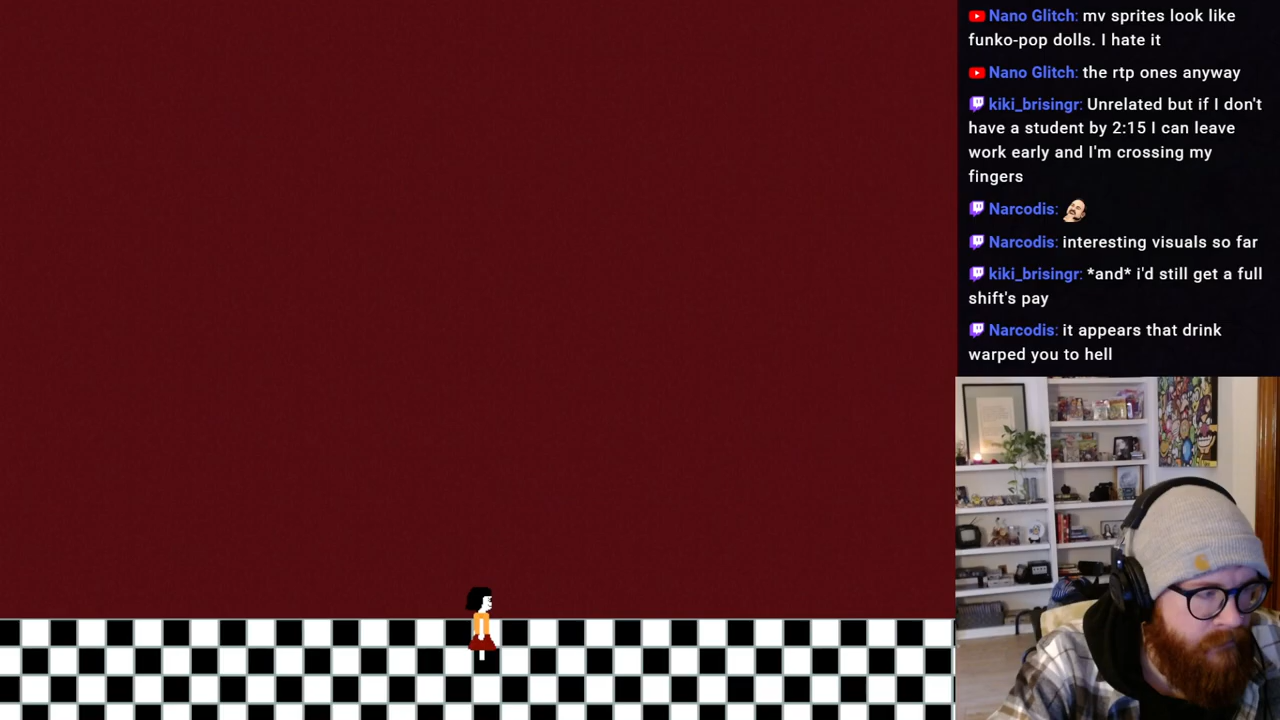 Nano Glitch: mv sprites look like
funko-pop dolls. I hate it
Nano Glitch: the rtp ones anyway
kiki_brisingr: Unrelated but if I don't
have a student by 2:15 I can leave
work early and I'm crossing my
fingers
Narcodis:
Narcodis: interesting visuals so far
kiki_brisingr: *and* i'd still get a full
shift's pay
Narcodis: it appears that drink
warped you to hell